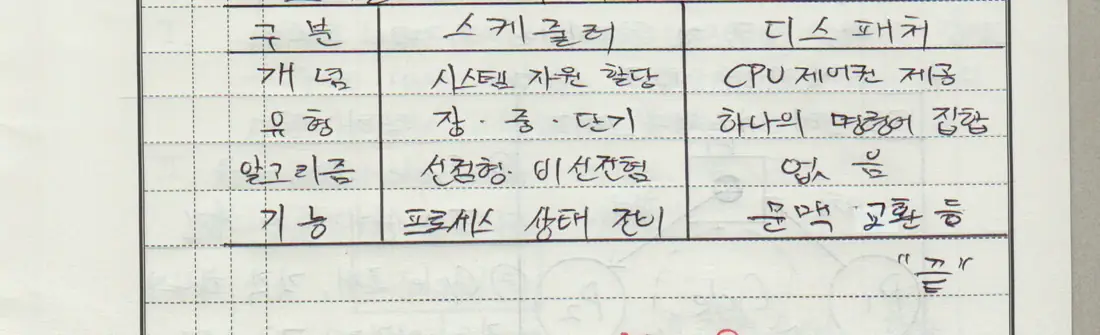 구분 스케줄러 디스패처
개념 시스템 자원 할당 CPU 제어권 제공
유형 장·중·단기 하나의 명령어 집합
알고리즘 선점형·비선점형 없음
기능 프로세스 상태 전이 문맥 교환 등
"끝"